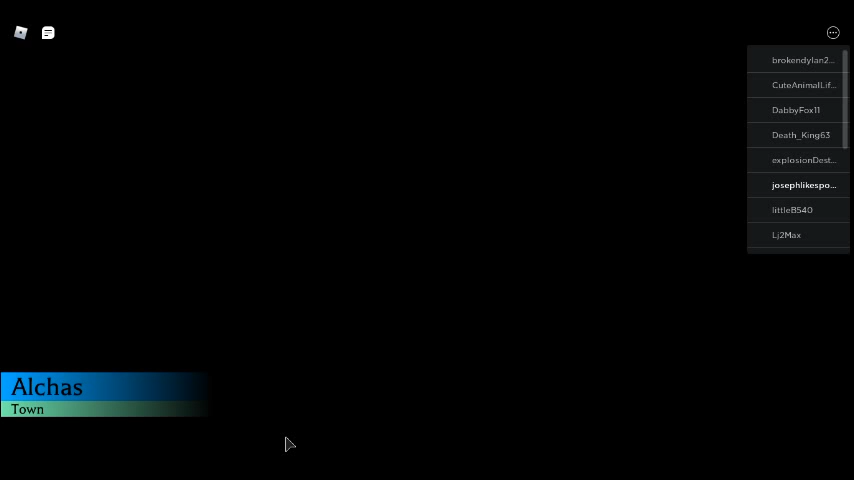 brokendylan2...
CuteAnimalLif...
DabbyFox11
Death_King63
explosionDest...
josephlikespo...
littleB540
Lj2Max
Alchas
Town